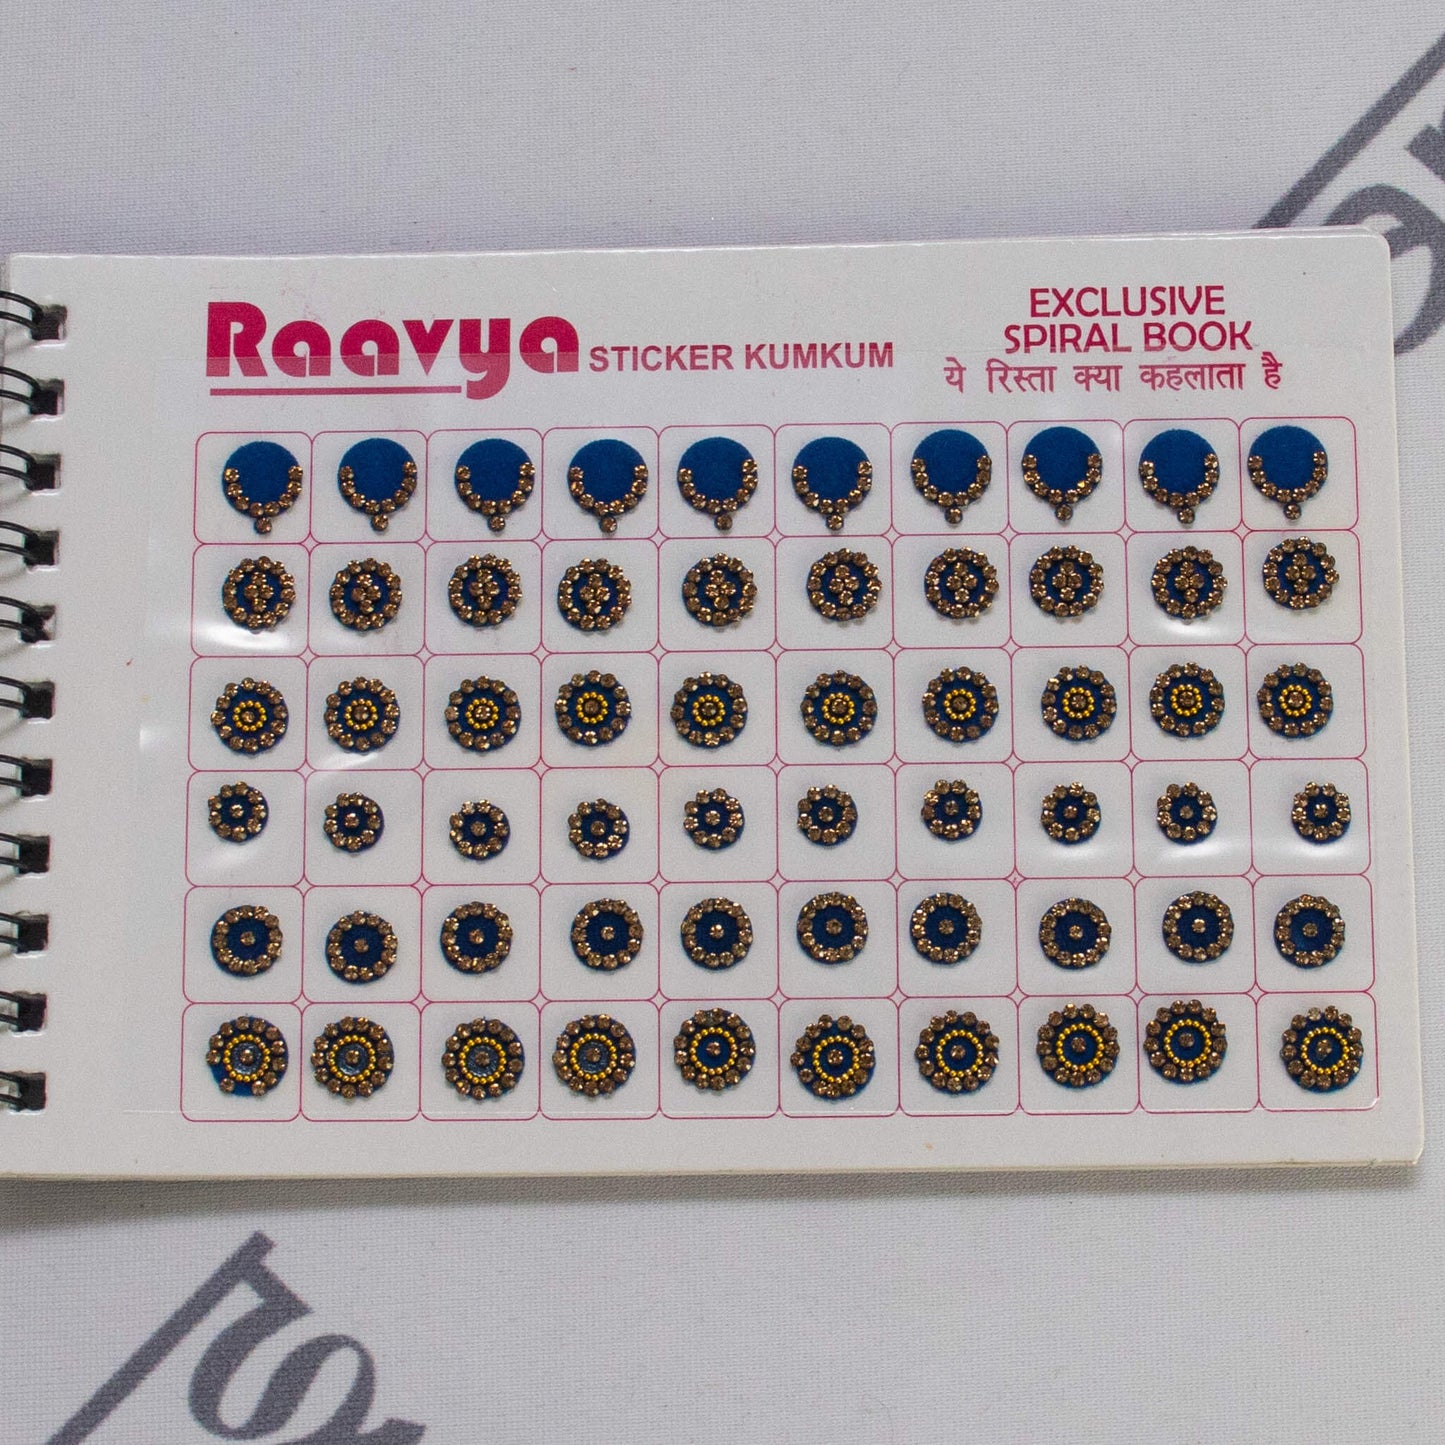 Raavya STICKER KUMKUM
EXCLUSIVE
SPIRAL BOOK
ये रिस्ता क्या कहलाता है